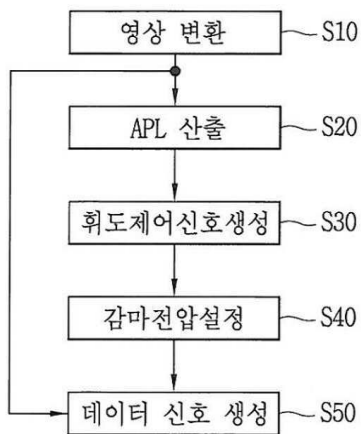 영상 변환 S10
APL 산출 S20
휘도제어신호생성 S30
감마전압설정 S40
데이터 신호 생성 S50